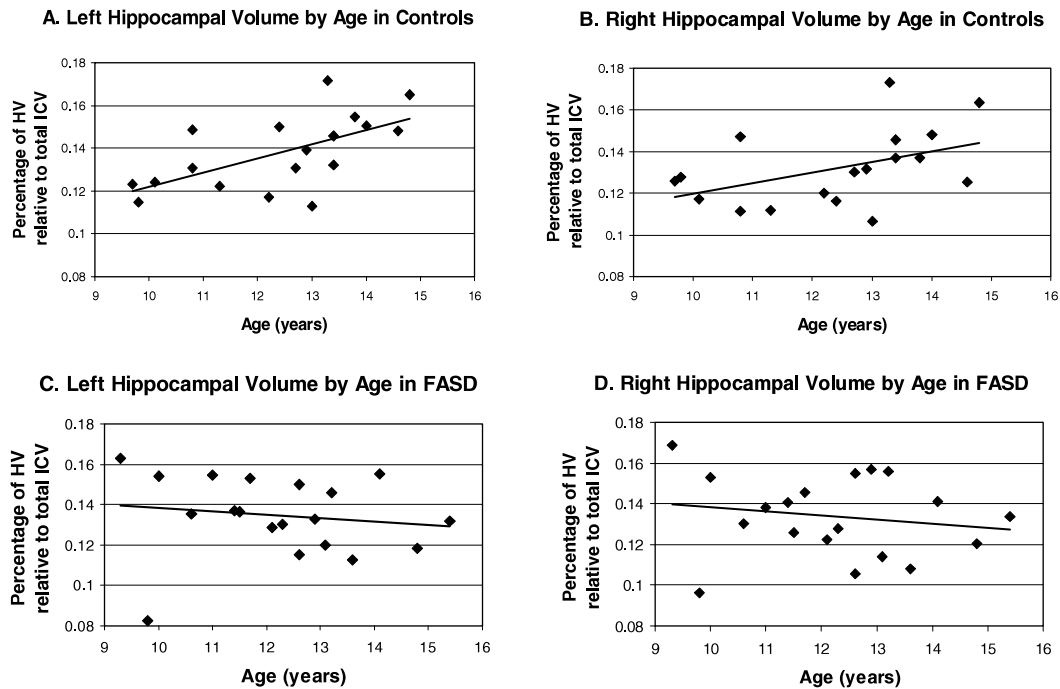 A. Left Hippocampal Volume by Age in Controls
Percentage of HV
relative to total ICV
0.18
0.16
0.14
0.12
0.1
0.08
9 10 11 12 13 14 15 16
Age (years)
B. Right Hippocampal Volume by Age in Controls
Percentage of HV
relative to total ICV
0.18
0.16
0.14
0.12
0.1
0.08
9 10 11 12 13 14 15 16
Age (years)
C. Left Hippocampal Volume by Age in FASD
Percentage of HV
relative to total ICV
0.18
0.16
0.14
0.12
0.1
0.08
9 10 11 12 13 14 15 16
Age (years)
D. Right Hippocampal Volume by Age in FASD
Percentage of HV
relative to total ICV
0.18
0.16
0.14
0.12
0.1
0.08
9 10 11 12 13 14 15 16
Age (years)